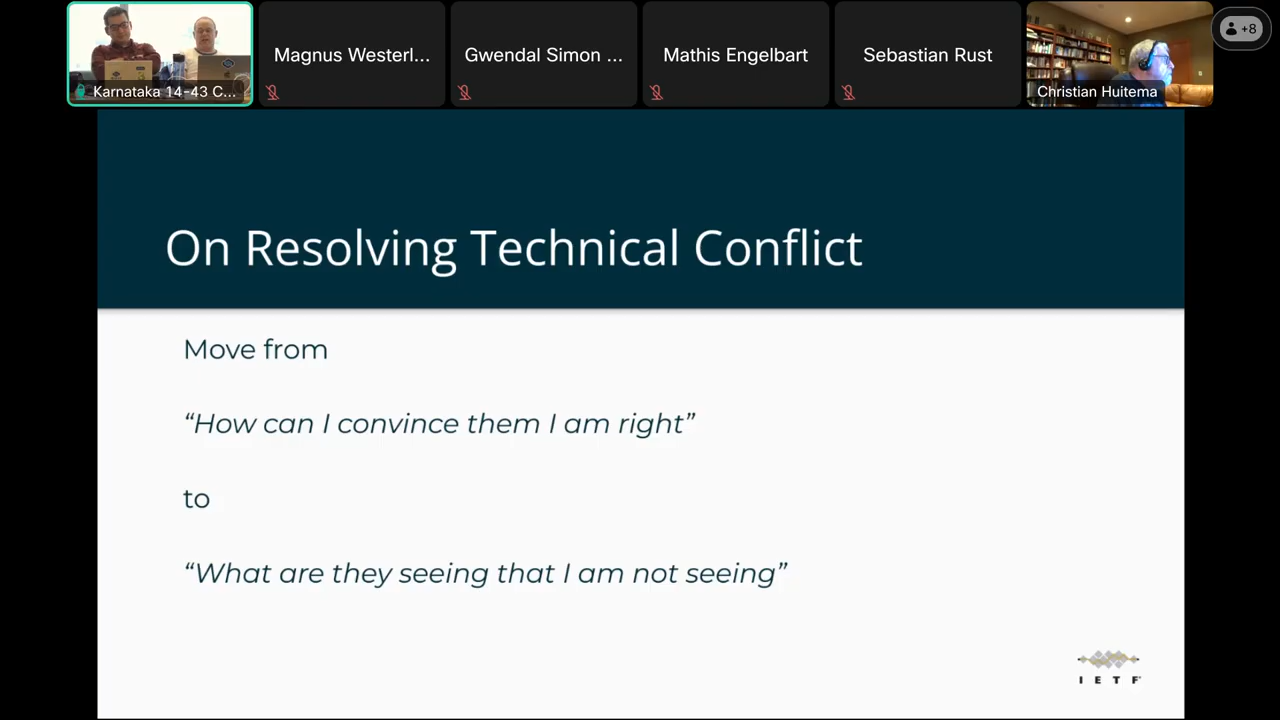 Karnataka 14-43 C...
Magnus Westerl...
Gwendal Simon ...
Mathis Engelbart
Sebastian Rust
Christian Huitema
+8
On Resolving Technical Conflict
Move from
“How can I convince them I am right”
to
“What are they seeing that I am not seeing”
I E T F